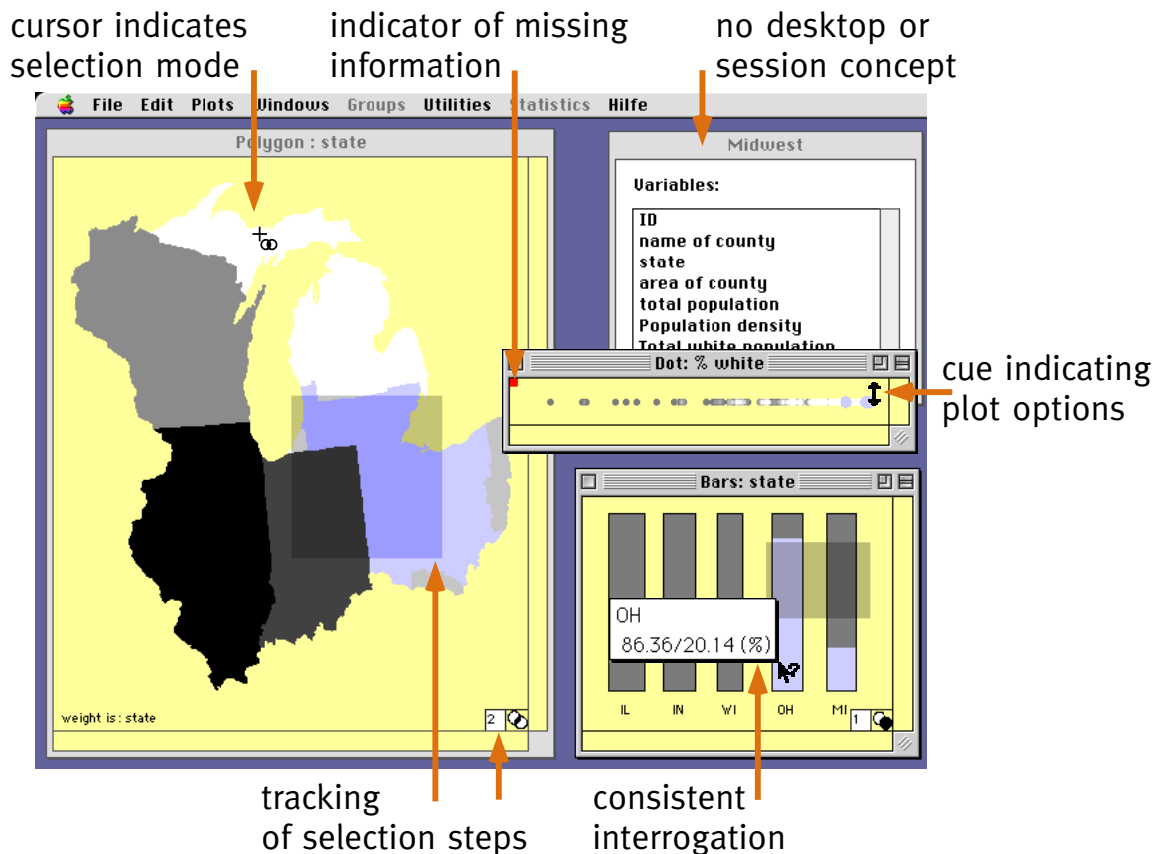 cursor indicates
selection mode
indicator of missing
information
no desktop or
session concept
File Edit Plots Windows Groups Utilities Statistics Hilfe
Polygon : state
Midwest
Variables:
ID
name of county
state
area of county
total population
Population density
Total white population
Dot: % white
cue indicating
plot options
Bars: state
OH
86.36/20.14 (%)
IL IN WI OH MI
1
weight is: state
2
tracking
of selection steps
consistent
interrogation